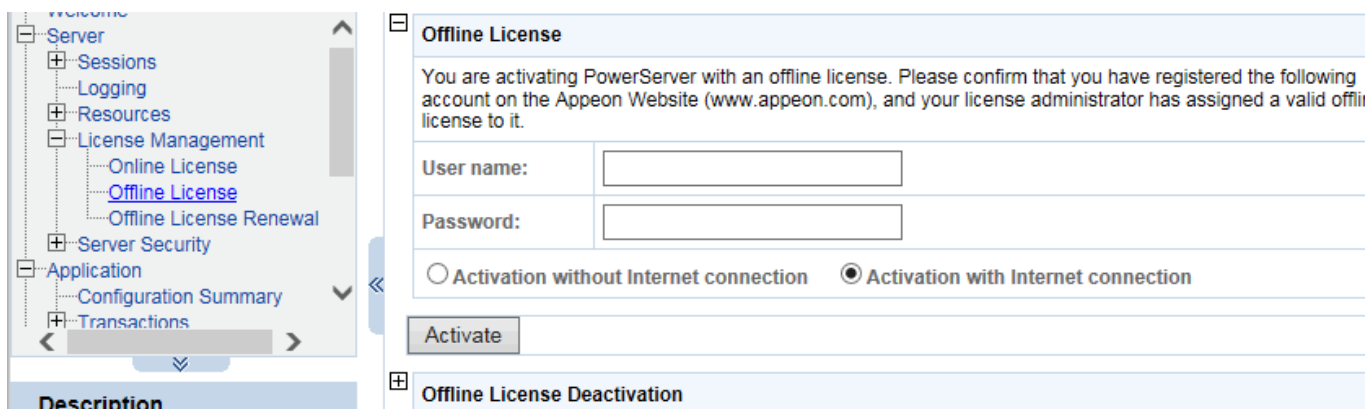 Welcome
Server
Sessions
Logging
Resources
License Management
Online License
Offline License
Offline License Renewal
Server Security
Application
Configuration Summary
Transactions
Description
Offline License
You are activating PowerServer with an offline license. Please confirm that you have registered the following
account on the Appeon Website (www.appeon.com), and your license administrator has assigned a valid offli
license to it.
User name:
Password:
Activation without Internet connection Activation with Internet connection
Activate
Offline License Deactivation